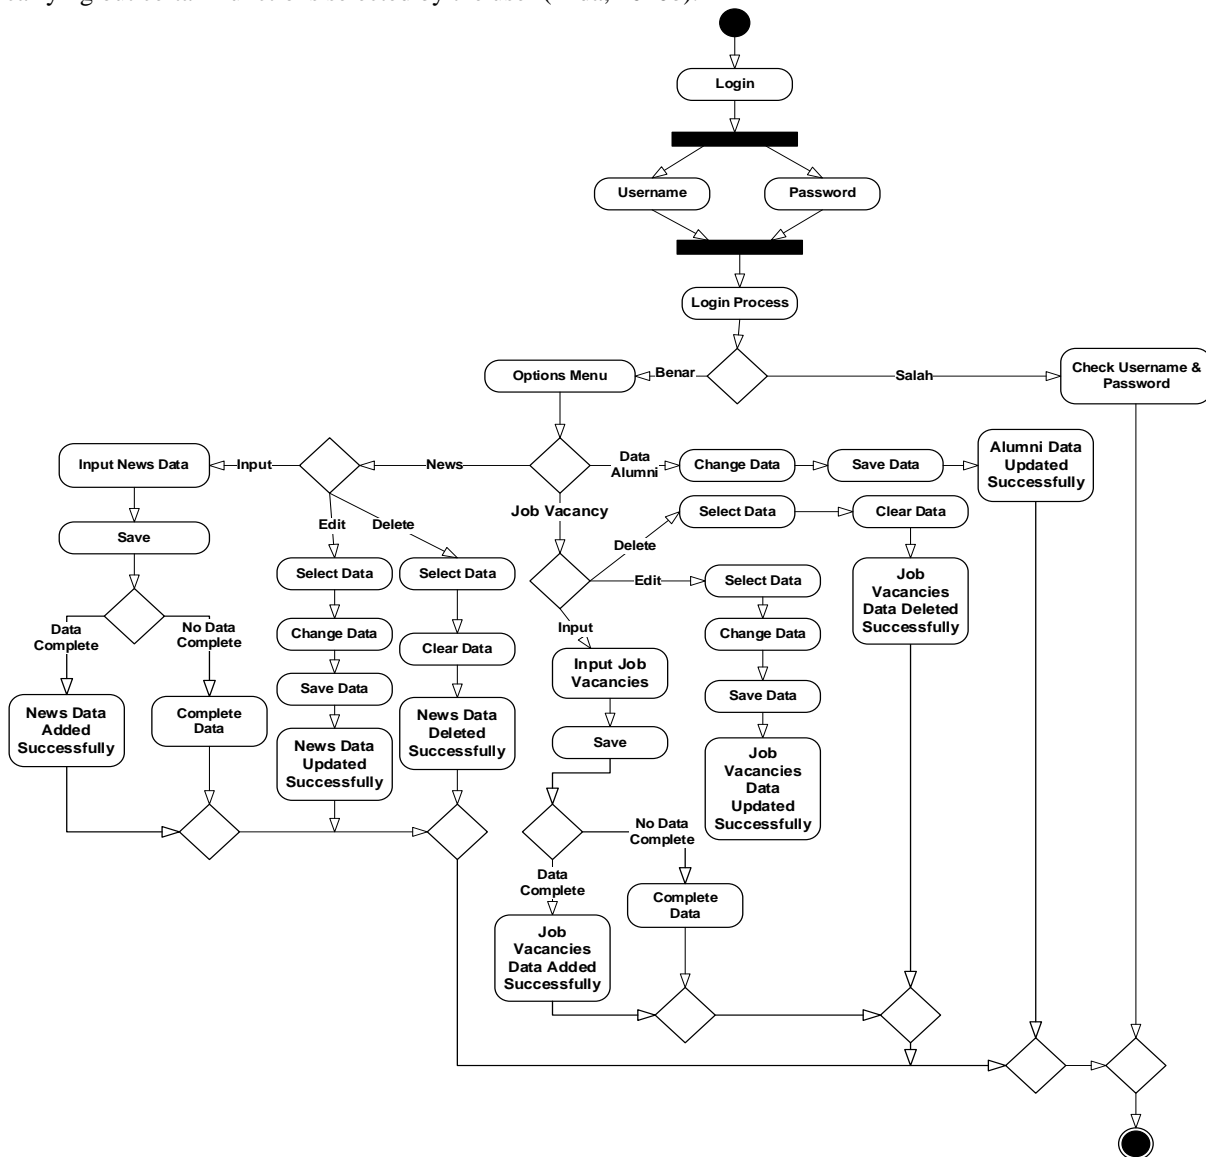 Login
Username
Password
Login Process
Options Menu
Benar
Salah
Check Username &
Password
Input News Data
Input
News
Data
Alumni
Change Data
Save Data
Alumni Data
Updated
Successfully
Save
Edit
Delete
Job Vacancy
Select Data
Clear Data
Delete
Select Data
Select Data
Edit
Select Data
Job
Vacancies
Data Deleted
Successfully
Data
Complete
No Data
Complete
Change Data
Clear Data
Input
Change Data
Input Job
Vacancies
Save Data
Save Data
News Data
Added
Successfully
Complete
Data
News Data
Updated
Successfully
News Data
Deleted
Successfully
Save
Job
Vacancies
Data
Updated
Successfully
No Data
Complete
Data
Complete
Complete
Data
Job
Vacancies
Data Added
Successfully